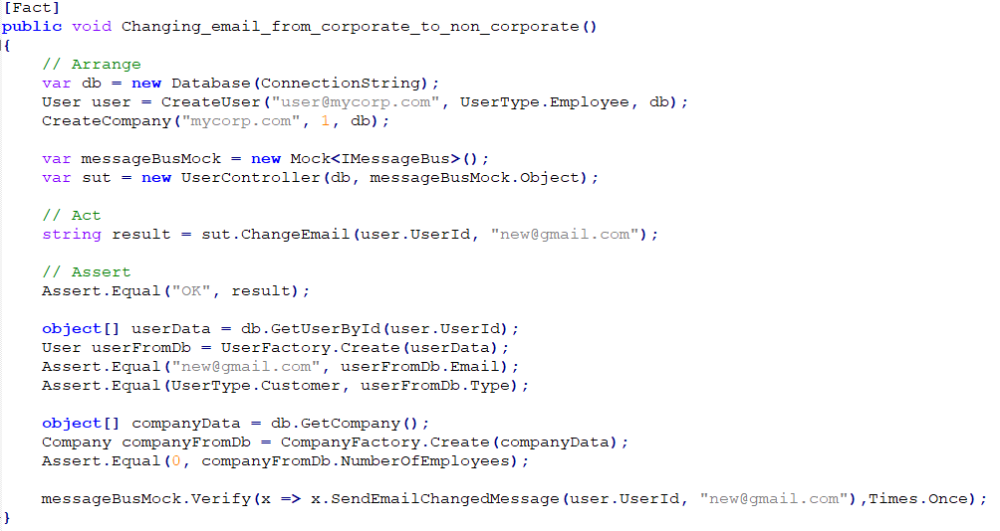 [Fact]
public void Changing_email_from_corporate_to_non_corporate()
{
    // Arrange
    var db = new Database(ConnectionString);
    User user = CreateUser("user@mycorp.com", UserType.Employee, db);
    CreateCompany("mycorp.com", 1, db);

    var messageBusMock = new Mock<IMessageBus>();
    var sut = new UserController(db, messageBusMock.Object);

    // Act
    string result = sut.ChangeEmail(user.UserId, "new@gmail.com");

    // Assert
    Assert.Equal("OK", result);

    object[] userData = db.GetUserById(user.UserId);
    User userFromDb = UserFactory.Create(userData);
    Assert.Equal("new@gmail.com", userFromDb.Email);
    Assert.Equal(UserType.Customer, userFromDb.Type);

    object[] companyData = db.GetCompany();
    Company companyFromDb = CompanyFactory.Create(companyData);
    Assert.Equal(0, companyFromDb.NumberOfEmployees);

    messageBusMock.Verify(x => x.SendEmailChangedMessage(user.UserId, "new@gmail.com"),Times.Once);
}